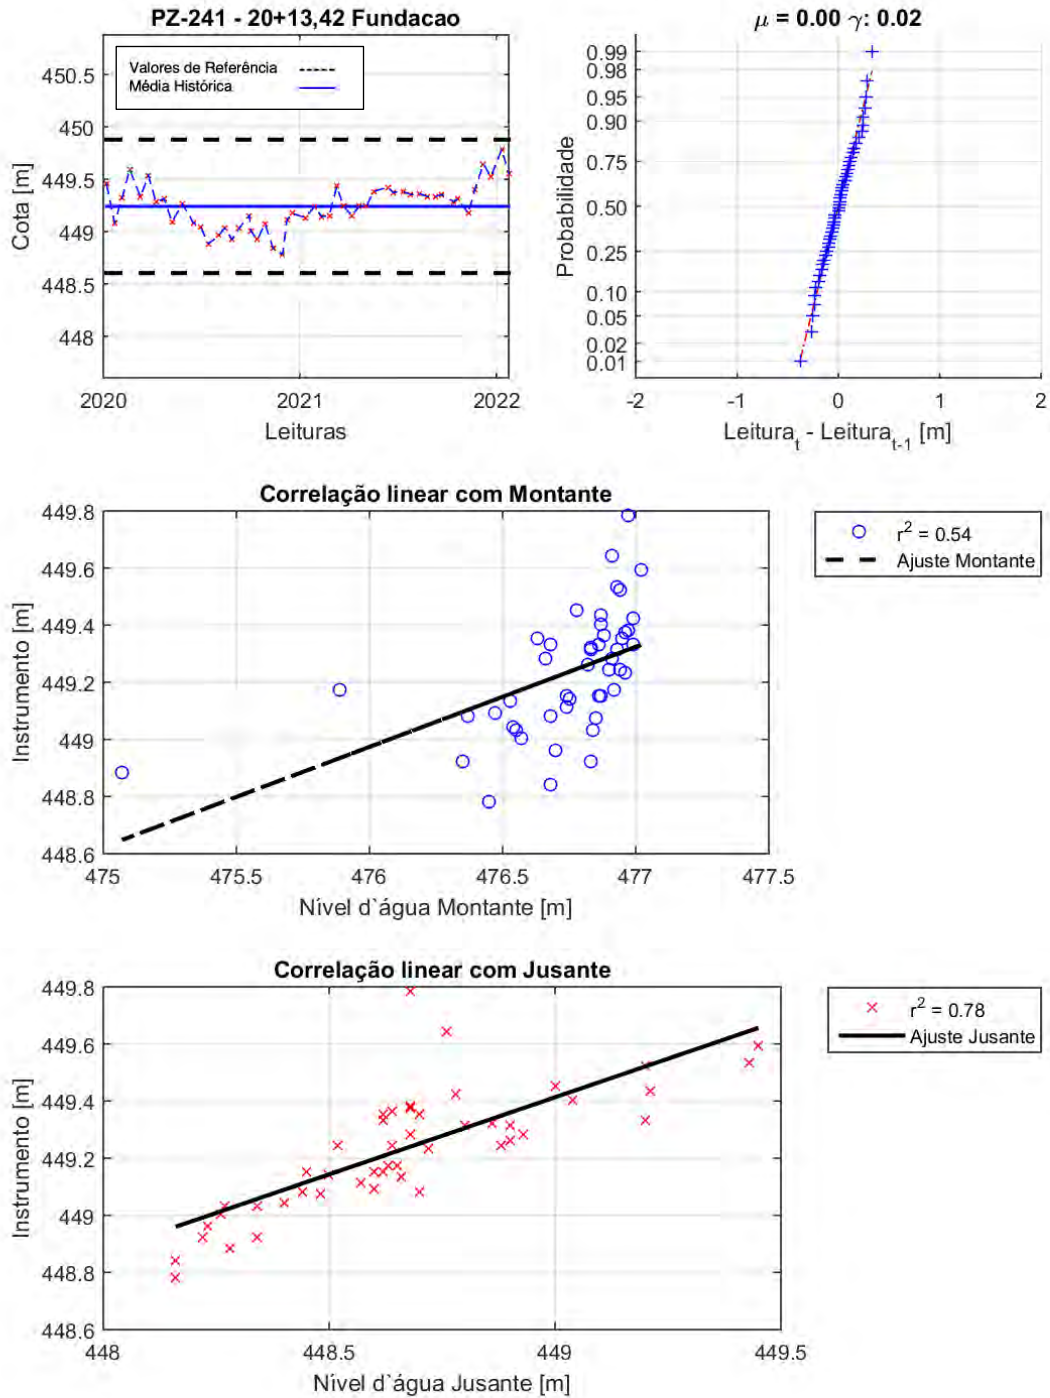 PZ-241 - 20+13,42 Fundacao
Valores de Referência
Média Histórica
450.5
450
449.5
449
448.5
448
Cota [m]
2020
2021
2022
Leituras
μ = 0.00 γ: 0.02
0.99
0.98
0.95
0.90
0.75
0.50
0.25
0.10
0.05
0.02
0.01
Probabilidade
-2
-1
0
1
2
Leitura_t - Leitura_t-1 [m]
Correlação linear com Montante
449.8
449.6
449.4
449.2
449
448.8
448.6
Instrumento [m]
475
475.5
476
476.5
477
477.5
Nível d`água Montante [m]
r² = 0.54
Ajuste Montante
Correlação linear com Jusante
449.8
449.6
449.4
449.2
449
448.8
448.6
Instrumento [m]
448
448.5
449
449.5
Nível d`água Jusante [m]
r² = 0.78
Ajuste Jusante